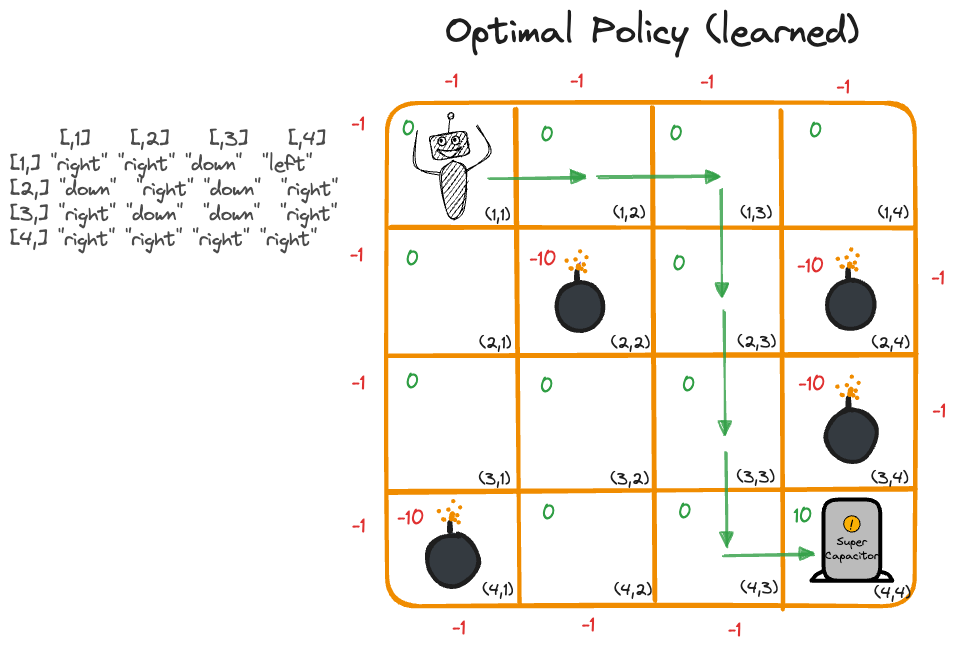 Optimal Policy (learned)
-1 -1 -1 -1
[,1] [,2] [,3] [,4]
[1,] "right" "right" "down" "left"
[2,] "down" "right" "down" "right"
[3,] "right" "down" "down" "right"
[4,] "right" "right" "right" "right"
-1 0 0 0 0
(1,1) (1,2) (1,3) (1,4)
-1 0 -10 0 -10 -1
(2,1) (2,2) (2,3) (2,4)
-1 0 0 0 -10 -1
(3,1) (3,2) (3,3) (3,4)
-1 -10 0 0 10
!
Super
Capacitor
(4,1) (4,2) (4,3) (4,4)
-1 -1 -1